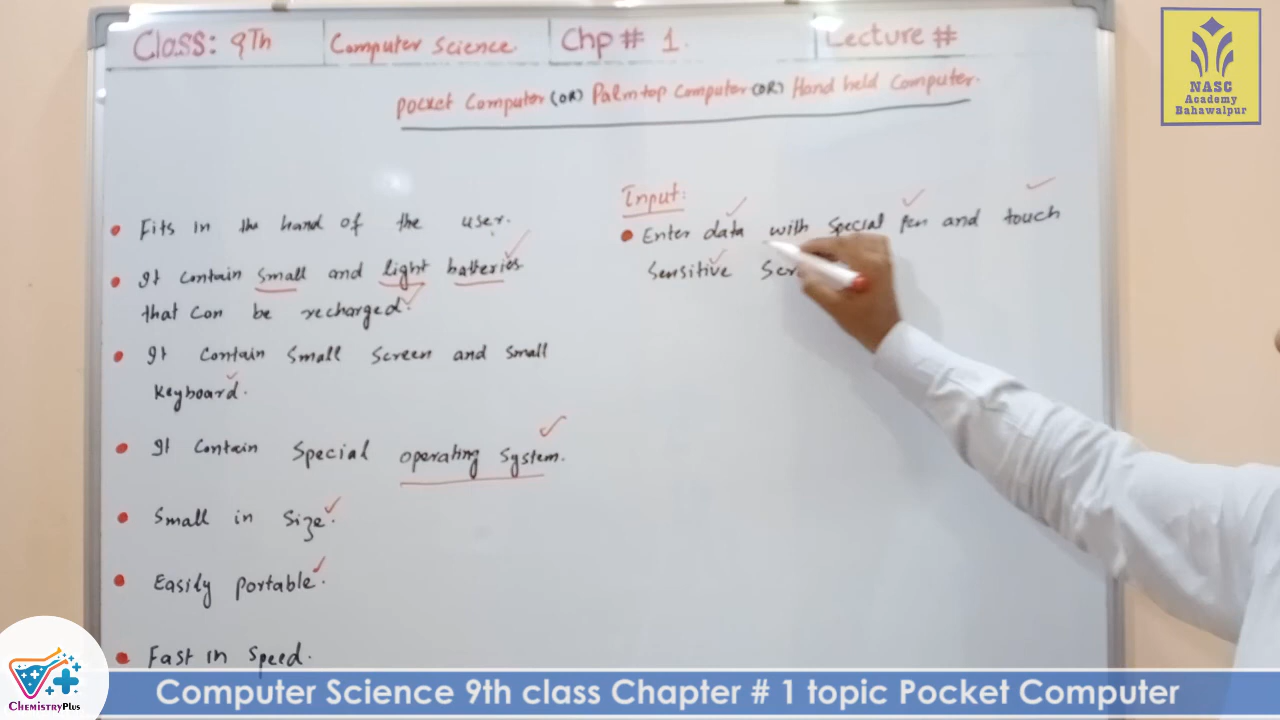 Class: 9Th Computer Science Chp # 1. Lecture #
Pocket Computer (OR) Palmtop Computer (OR) Hand held Computer.
Fits in the hand of the user.
It contain small and light batteries
that can be recharged.
It contain small screen and small
Keyboard.
It contain special operating system.
Small in size.
Easily portable.
Fast in speed.
Input:
Enter data with special pen and touch
Sensitive Scr
NASC
Academy
Bahawalpur
ChemistryPlus
Computer Science 9th class Chapter # 1 topic Pocket Computer